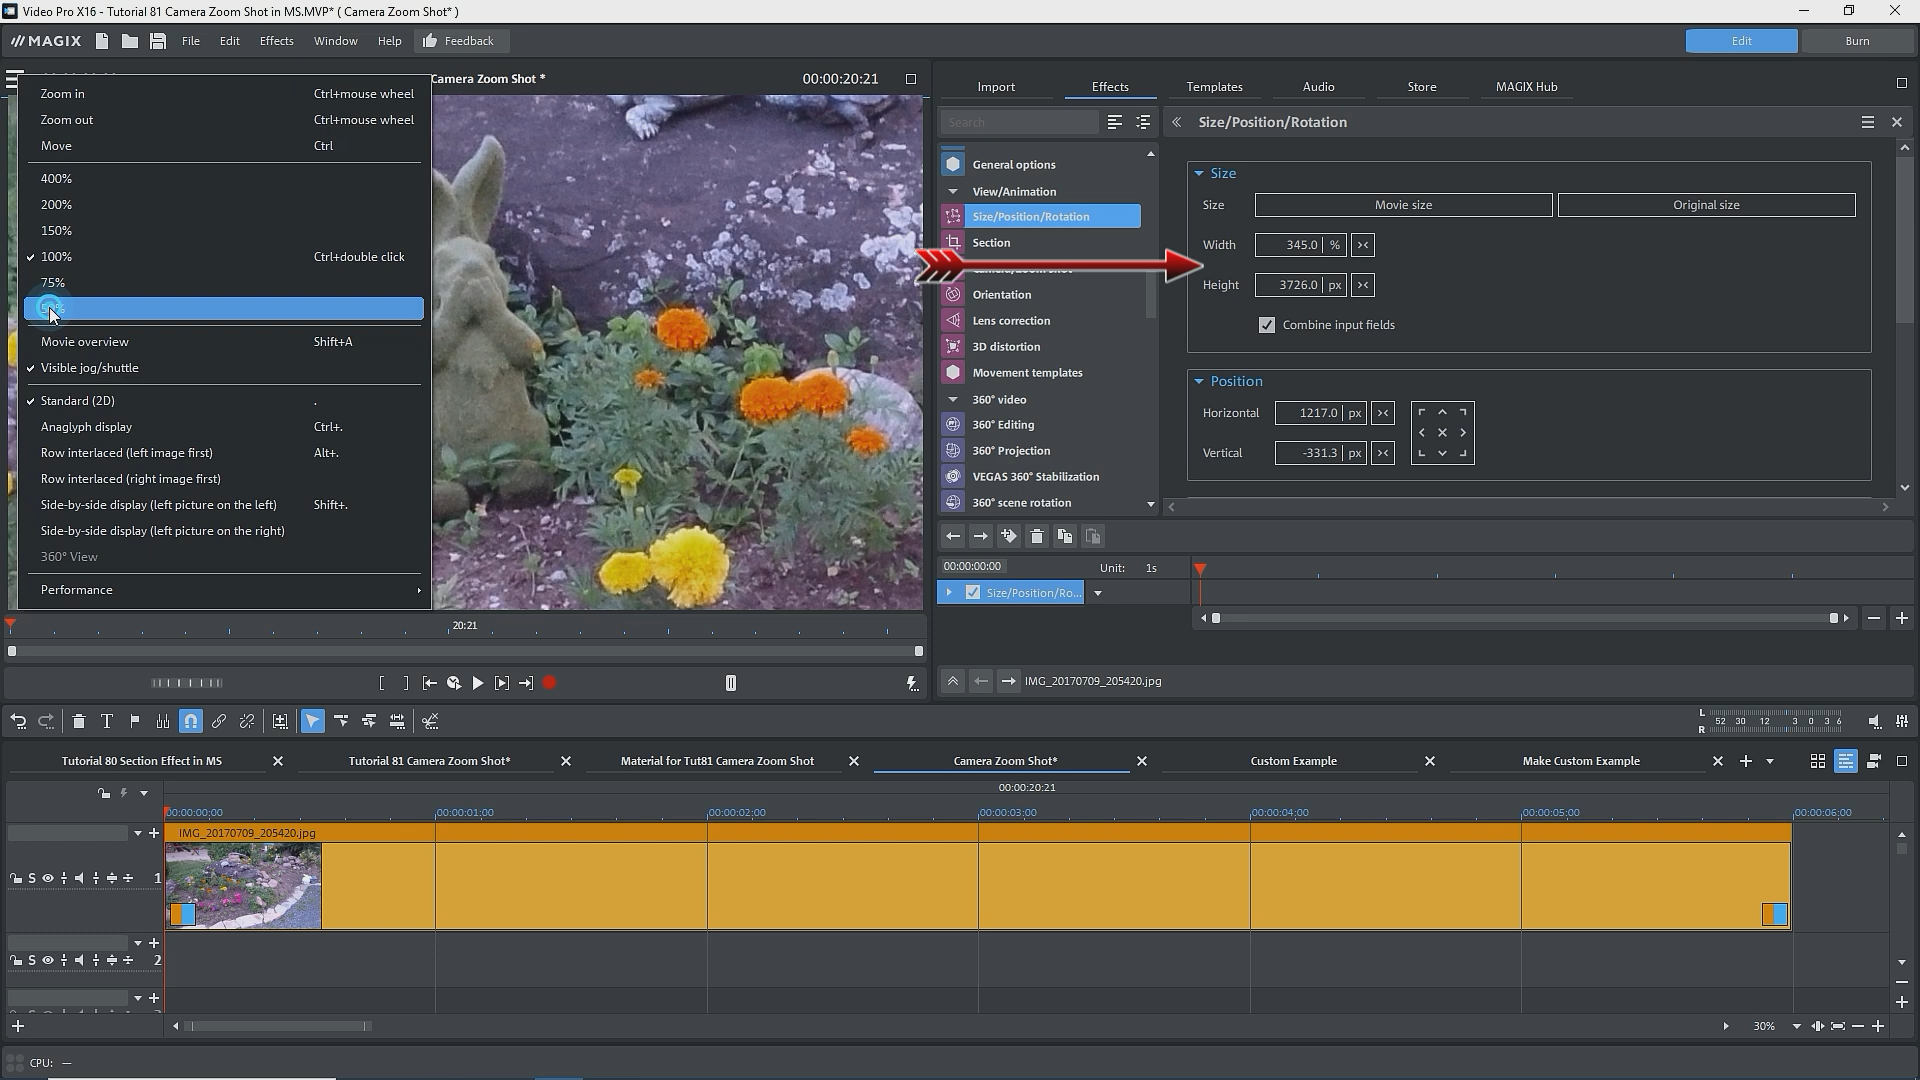 Video Pro X16 - Tutorial 81 Camera Zoom Shot in MS.MVP* ( Camera Zoom Shot* )
MAGIX File Edit Effects Window Help Feedback Edit Burn
Camera Zoom Shot * 00:00:20:21
Zoom in Ctrl+mouse wheel
Zoom out Ctrl+mouse wheel
Move Ctrl
400%
200%
150%
100% Ctrl+double click
75%
Movie overview Shift+A
Visible jog/shuttle
Standard (2D) .
Anaglyph display Ctrl+.
Row interlaced (left image first) Alt+.
Row interlaced (right image first)
Side-by-side display (left picture on the left) Shift+.
Side-by-side display (left picture on the right)
360° View
Performance
20:21
Import Effects Templates Audio Store MAGIX Hub
Search
General options
View/Animation
Size/Position/Rotation
Section
Orientation
Lens correction
3D distortion
Movement templates
360° video
360° Editing
360° Projection
VEGAS 360° Stabilization
360° scene rotation
Size/Position/Rotation
Size
Size Movie size Original size
Width 345.0 %
Height 3726.0 px
Combine input fields
Position
Horizontal 1217.0 px
Vertical -331.3 px
00:00:00:00 Unit: 1s
Size/Position/Ro...
IMG_20170709_205420.jpg
L 52 30 12 3 0 3 6
R
Tutorial 80 Section Effect in MS Tutorial 81 Camera Zoom Shot* Material for Tut81 Camera Zoom Shot Camera Zoom Shot* Custom Example Make Custom Example
00:00:20:21
00:00:00:00 00:00:01:00 00:00:02:00 00:00:03:00 00:00:04:00 00:00:05:00 00:00:06:00
IMG_20170709_205420.jpg
S 1
S 2
30%
CPU: —